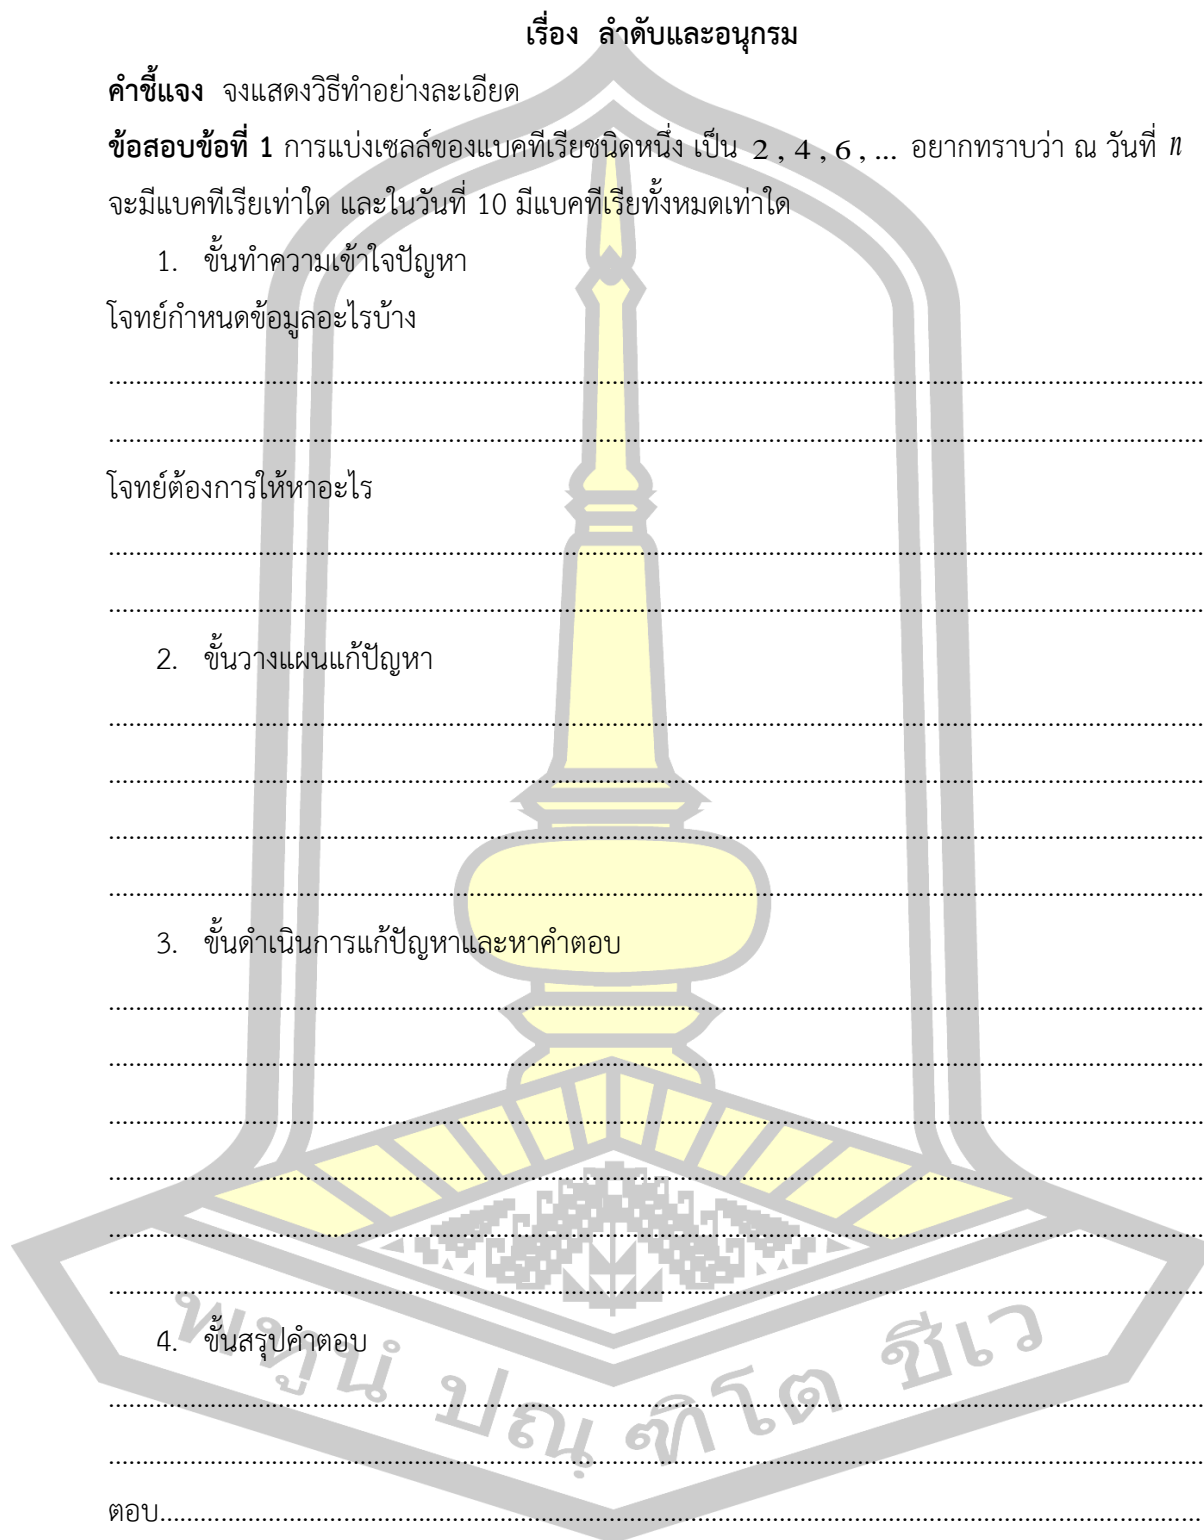 เรื่อง ลำดับและอนุกรม
คำชี้แจง จงแสดงวิธีทำอย่างละเอียด
ข้อสอบข้อที่ 1 การแบ่งเซลล์ของแบคทีเรียชนิดหนึ่ง เป็น 2 , 4 , 6 , ... อยากทราบว่า ณ วันที่ n
จะมีแบคทีเรียเท่าใด และในวันที่ 10 มีแบคทีเรียทั้งหมดเท่าใด
1. ขั้นทำความเข้าใจปัญหา
โจทย์กำหนดข้อมูลอะไรบ้าง
โจทย์ต้องการให้หาอะไร
2. ขั้นวางแผนแก้ปัญหา
3. ขั้นดำเนินการแก้ปัญหาและหาคำตอบ
4. ขั้นสรุปคำตอบ
พหูนํ ปณฺฑิโต ชีเว
ตอบ